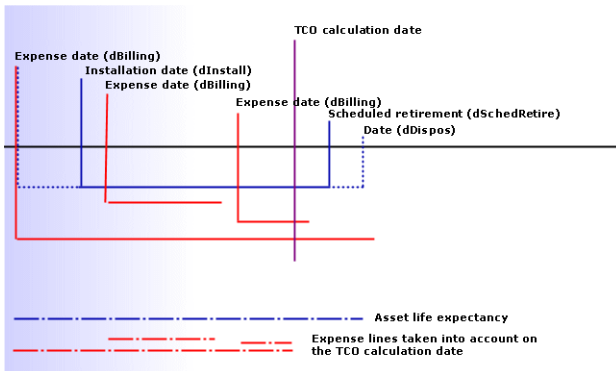 TCO calculation date
Expense date (dBilling)
Installation date (dInstall)
Expense date (dBilling)
Expense date (dBilling)
Scheduled retirement (dSchedRetire)
Date (dDispos)
Asset life expectancy
Expense lines taken into account on
the TCO calculation date